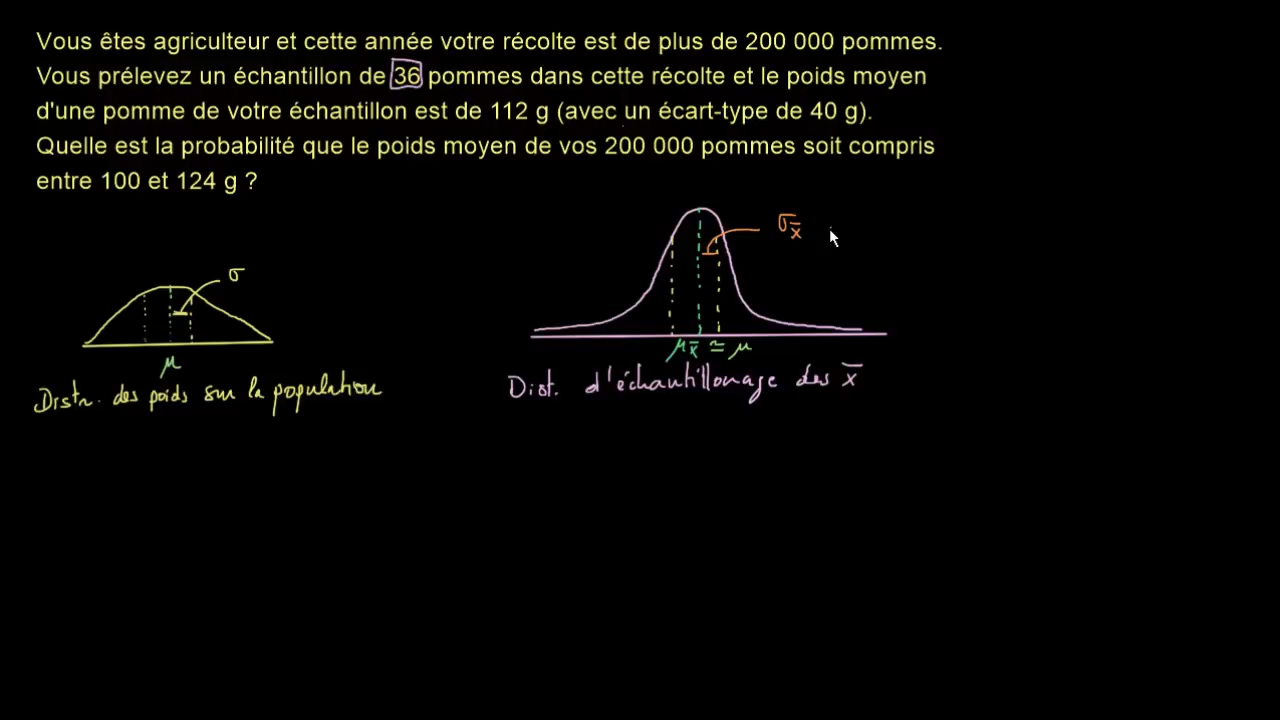 Vous êtes agriculteur et cette année votre récolte est de plus de 200 000 pommes.
Vous prélevez un échantillon de 36 pommes dans cette récolte et le poids moyen
d'une pomme de votre échantillon est de 112 g (avec un écart-type de 40 g).
Quelle est la probabilité que le poids moyen de vos 200 000 pommes soit compris
entre 100 et 124 g ?
σ
μ
Distr. des poids sur la population
σx̄
μx̄ ≃ μ
Dist. d'échantillonage des x̄